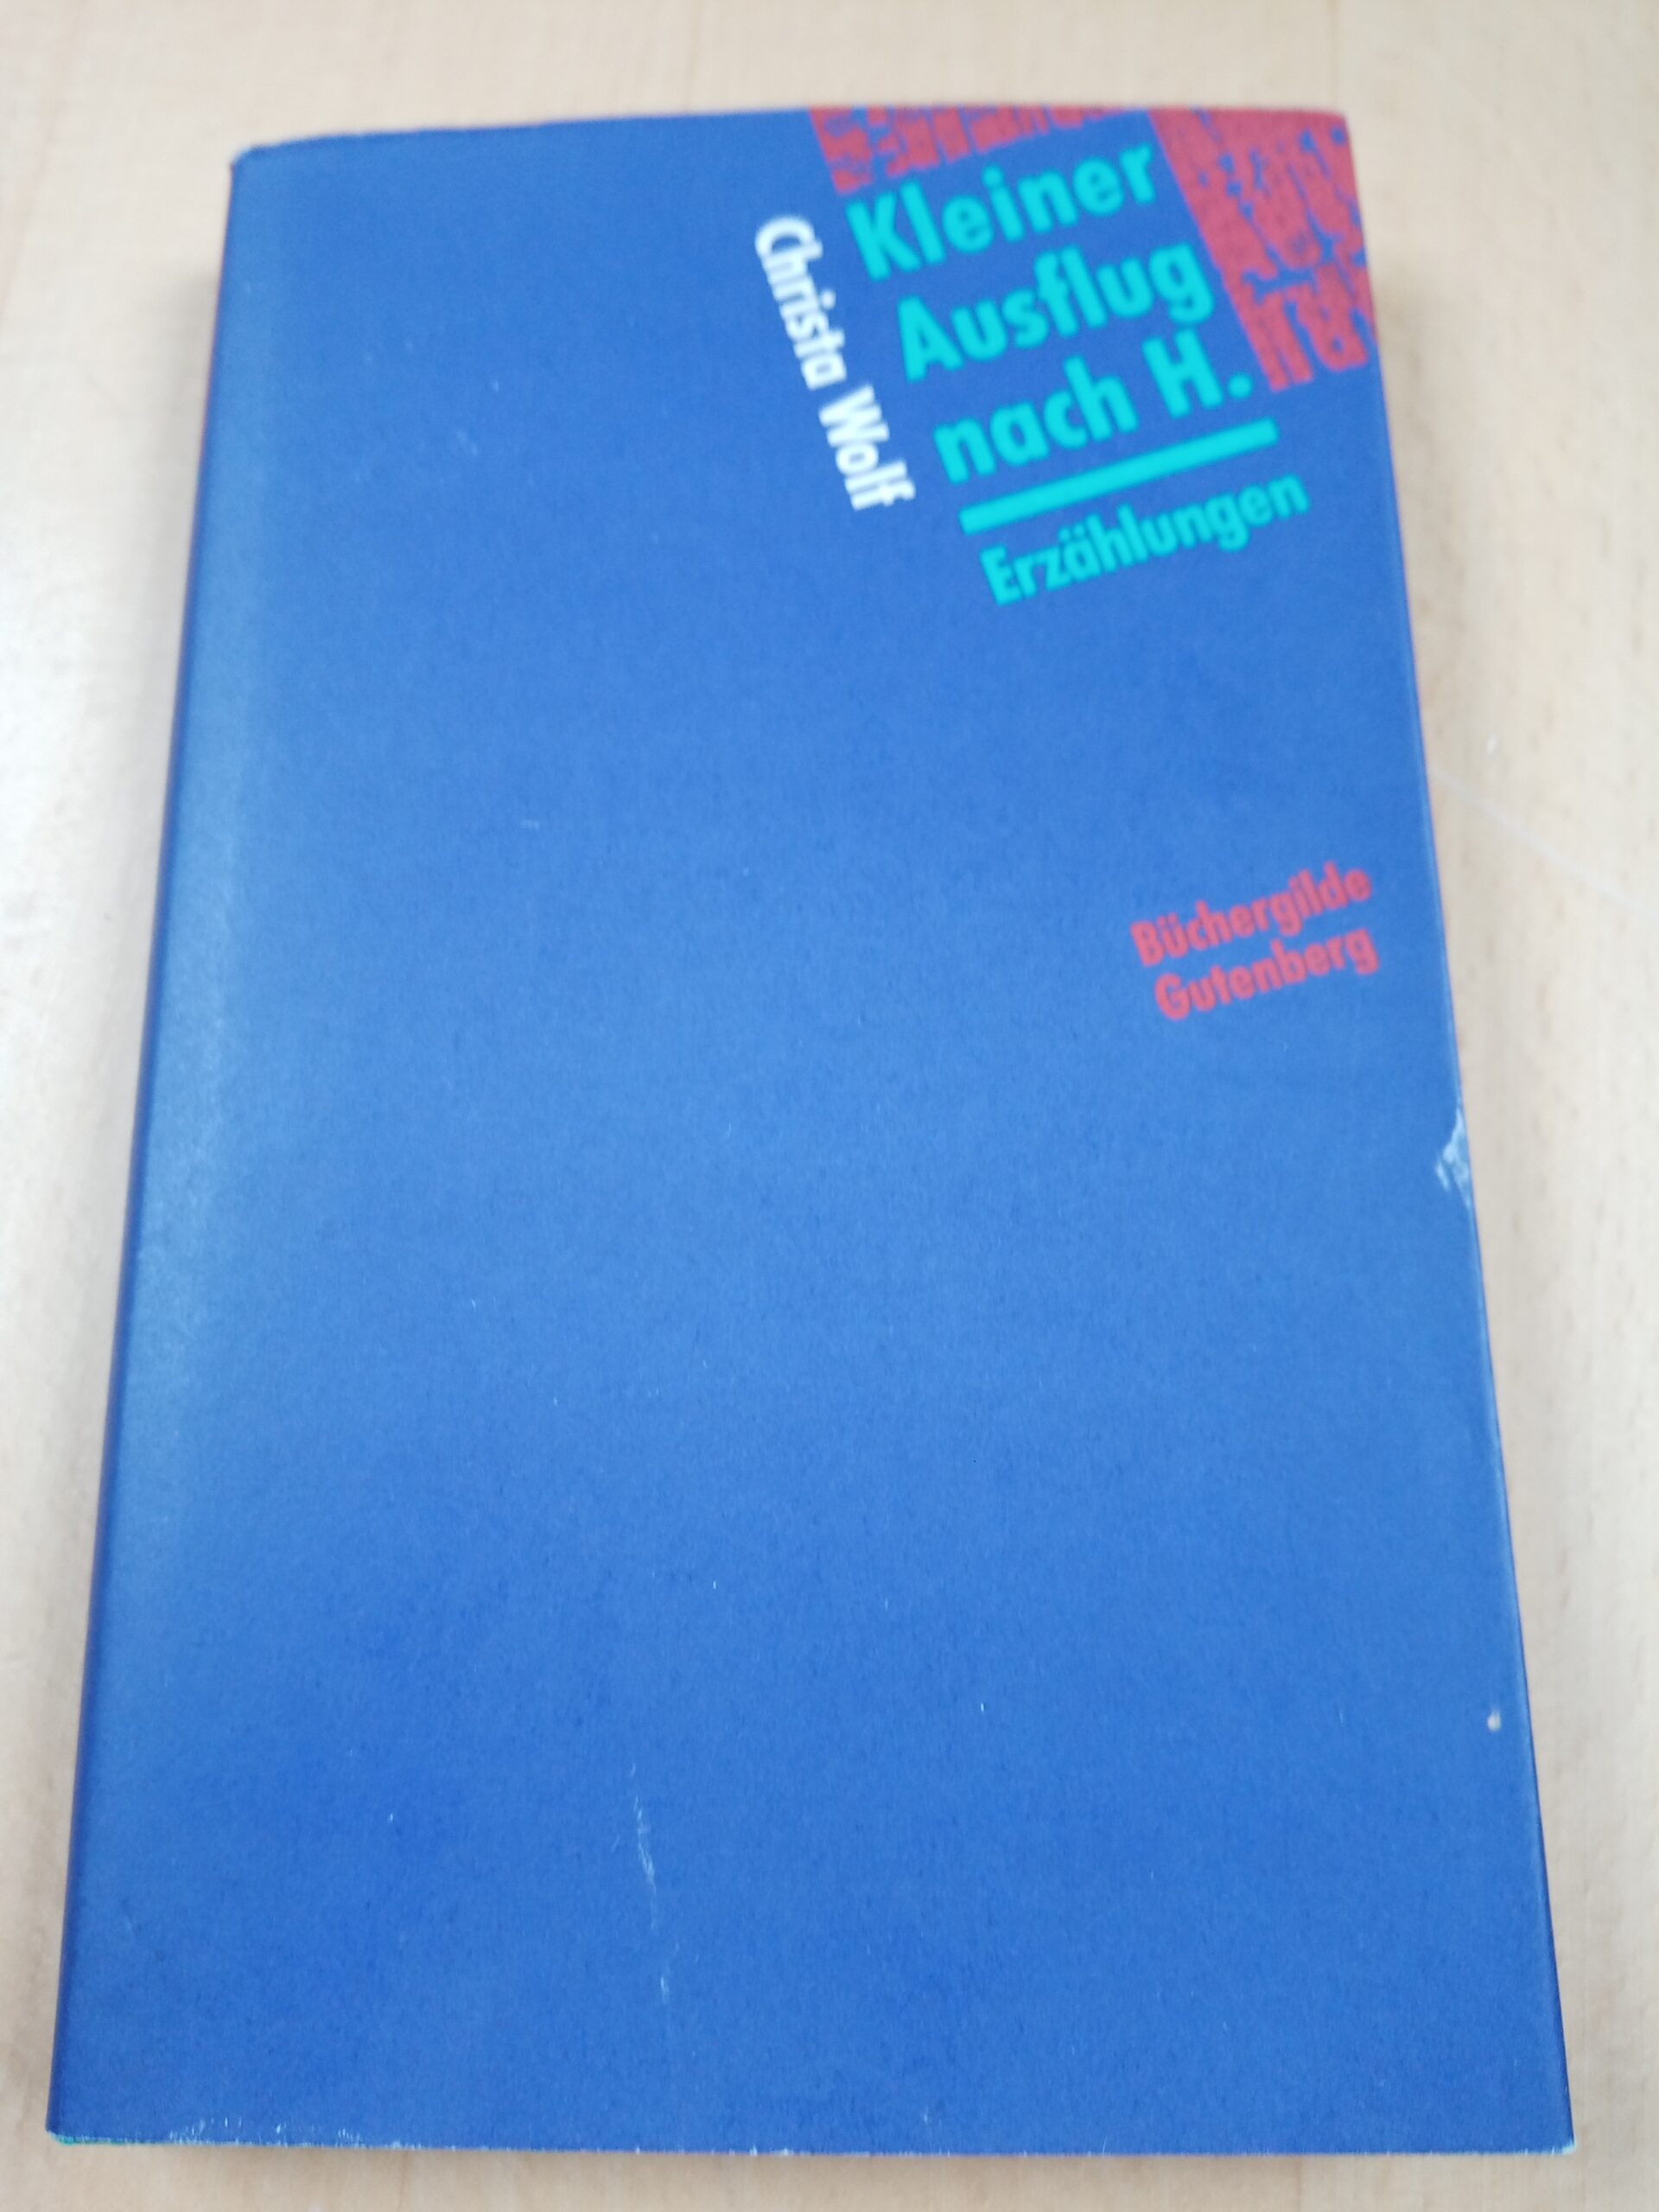 Christa Wolf
Kleiner
Ausflug
nach H.
Erzählungen
Büchergilde
Gutenberg